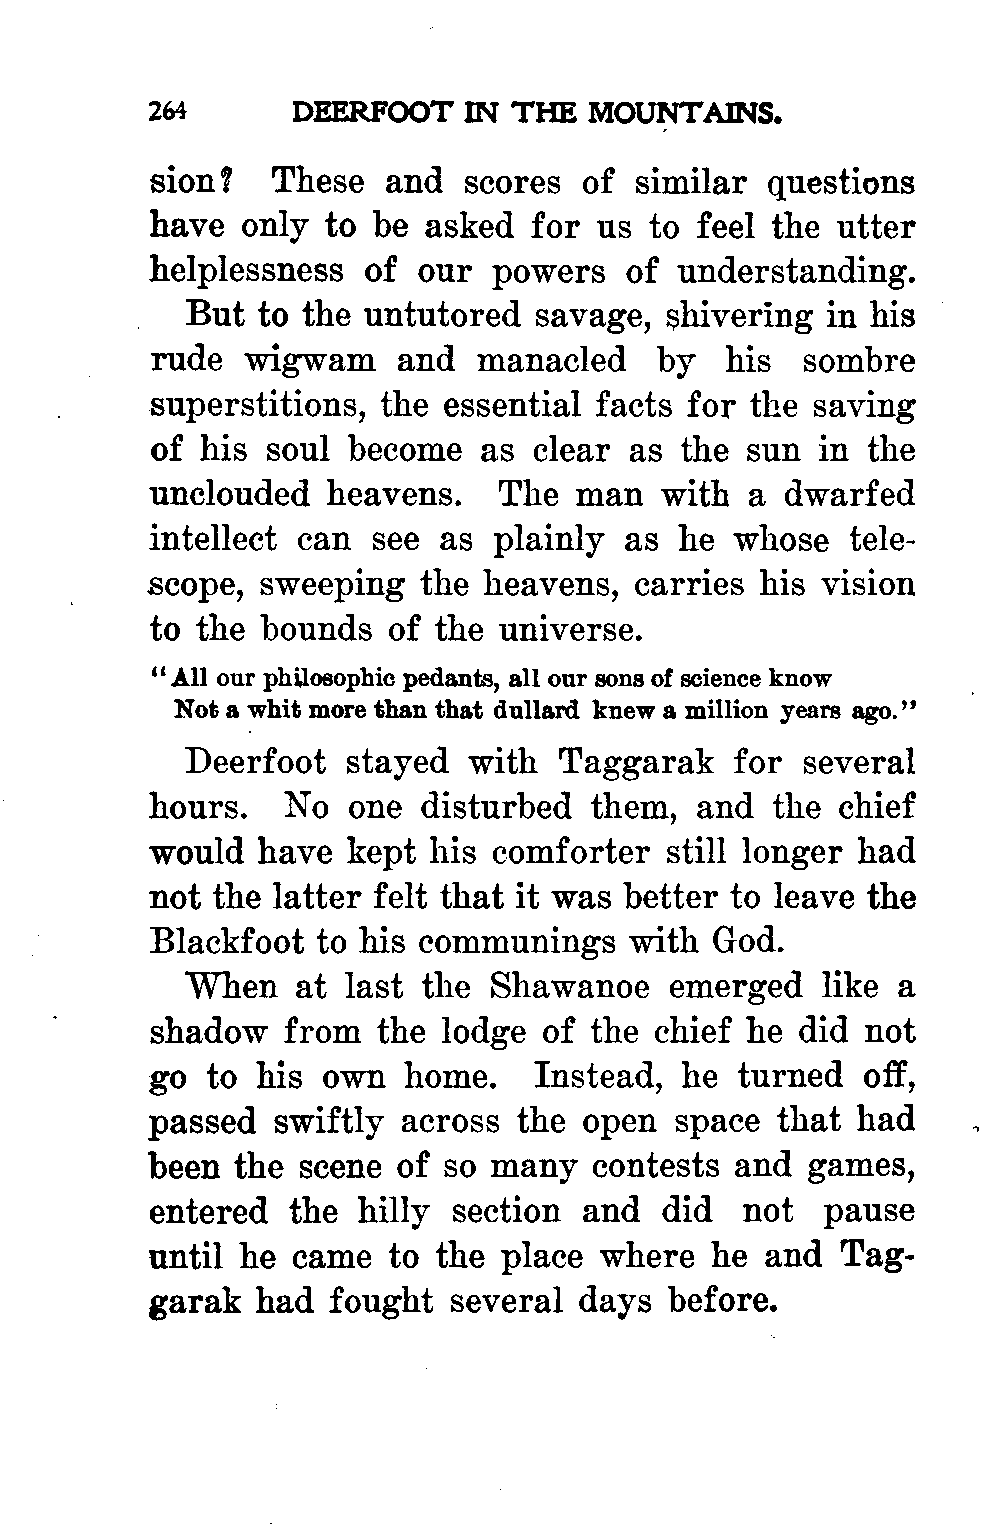 264 DEERFOOT IN THE MOUNTAINS.
sion? These and scores of similar questions
have only to be asked for us to feel the utter
helplessness of our powers of understanding.
But to the untutored savage, shivering in his
rude wigwam and manacled by his sombre
superstitions, the essential facts for the saving
of his soul become as clear as the sun in the
unclouded heavens. The man with a dwarfed
intellect can see as plainly as he whose tele-
scope, sweeping the heavens, carries his vision
to the bounds of the universe.
"All our philosophic pedants, all our sons of science know
Not a whit more than that dullard knew a million years ago."
Deerfoot stayed with Taggarak for several
hours. No one disturbed them, and the chief
would have kept his comforter still longer had
not the latter felt that it was better to leave the
Blackfoot to his communings with God.
When at last the Shawanoe emerged like a
shadow from the lodge of the chief he did not
go to his own home. Instead, he turned off,
passed swiftly across the open space that had
been the scene of so many contests and games,
entered the hilly section and did not pause
until he came to the place where he and Tag-
garak had fought several days before.